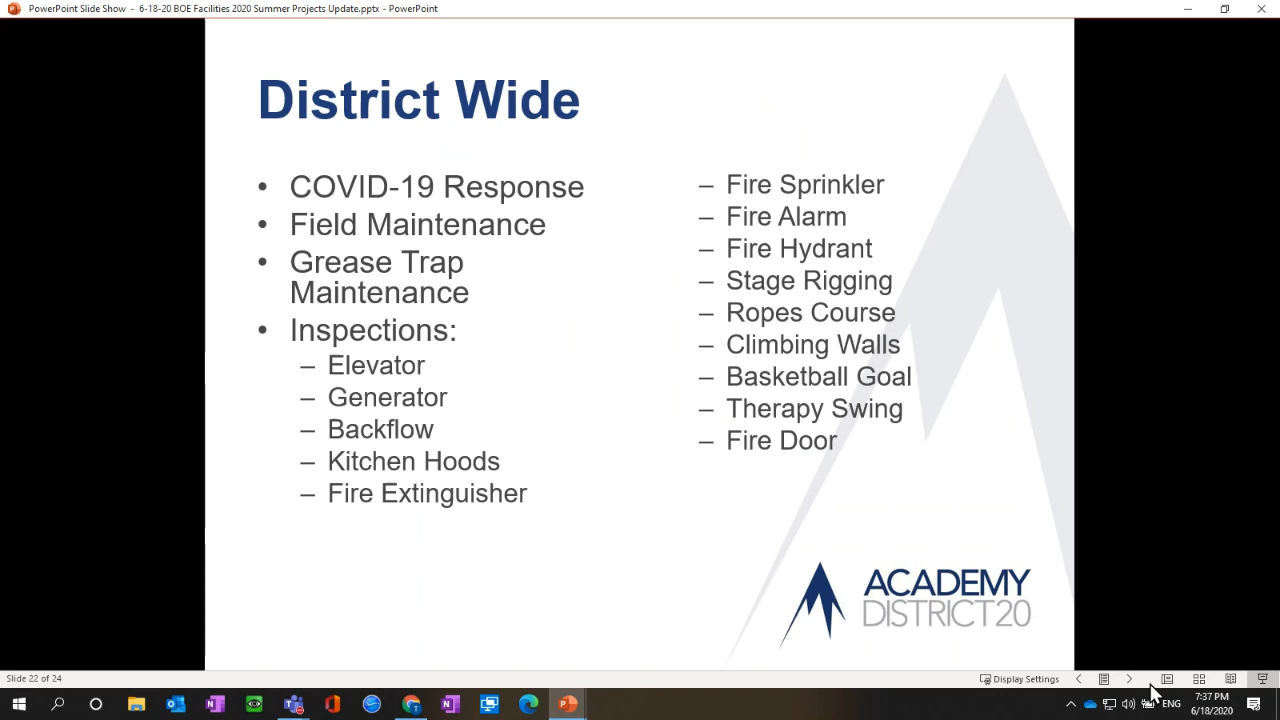 PowerPoint Slide Show - 6-18-20 BOE Facilities 2020 Summer Projects Update.pptx - PowerPoint
District Wide
• COVID-19 Response
• Field Maintenance
• Grease Trap
Maintenance
• Inspections:
– Elevator
– Generator
– Backflow
– Kitchen Hoods
– Fire Extinguisher
– Fire Sprinkler
– Fire Alarm
– Fire Hydrant
– Stage Rigging
– Ropes Course
– Climbing Walls
– Basketball Goal
– Therapy Swing
– Fire Door
ACADEMY
DISTRICT20
Slide 22 of 24
Display Settings
ENG
7:37 PM
6/18/2020